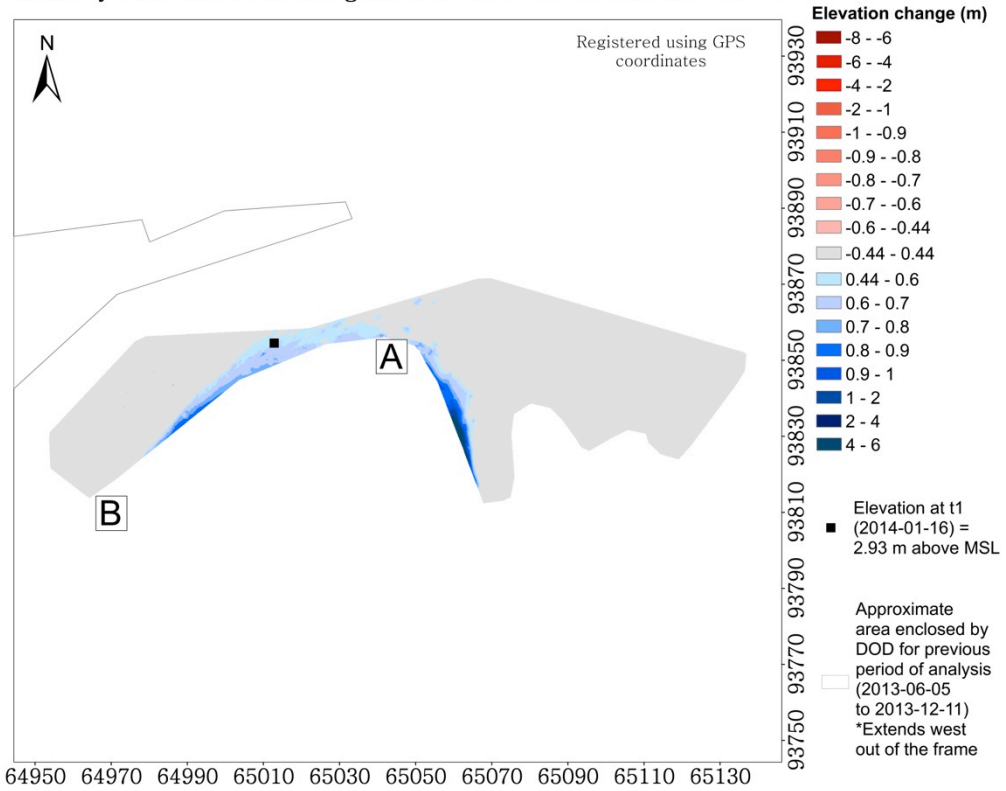 Elevation change (m)
N
Registered using GPS
coordinates
-8 - -6
-6 - -4
-4 - -2
-2 - -1
-1 - -0.9
-0.9 - -0.8
-0.8 - -0.7
-0.7 - -0.6
-0.6 - -0.44
-0.44 - 0.44
0.44 - 0.6
0.6 - 0.7
0.7 - 0.8
0.8 - 0.9
0.9 - 1
1 - 2
2 - 4
4 - 6
93930
93910
93890
93870
93850
93830
93810
93790
93770
93750
A
B
Elevation at t1
(2014-01-16) =
2.93 m above MSL
Approximate
area enclosed by
DOD for previous
period of analysis
(2013-06-05
to 2013-12-11)
*Extends west
out of the frame
64950 64970 64990 65010 65030 65050 65070 65090 65110 65130